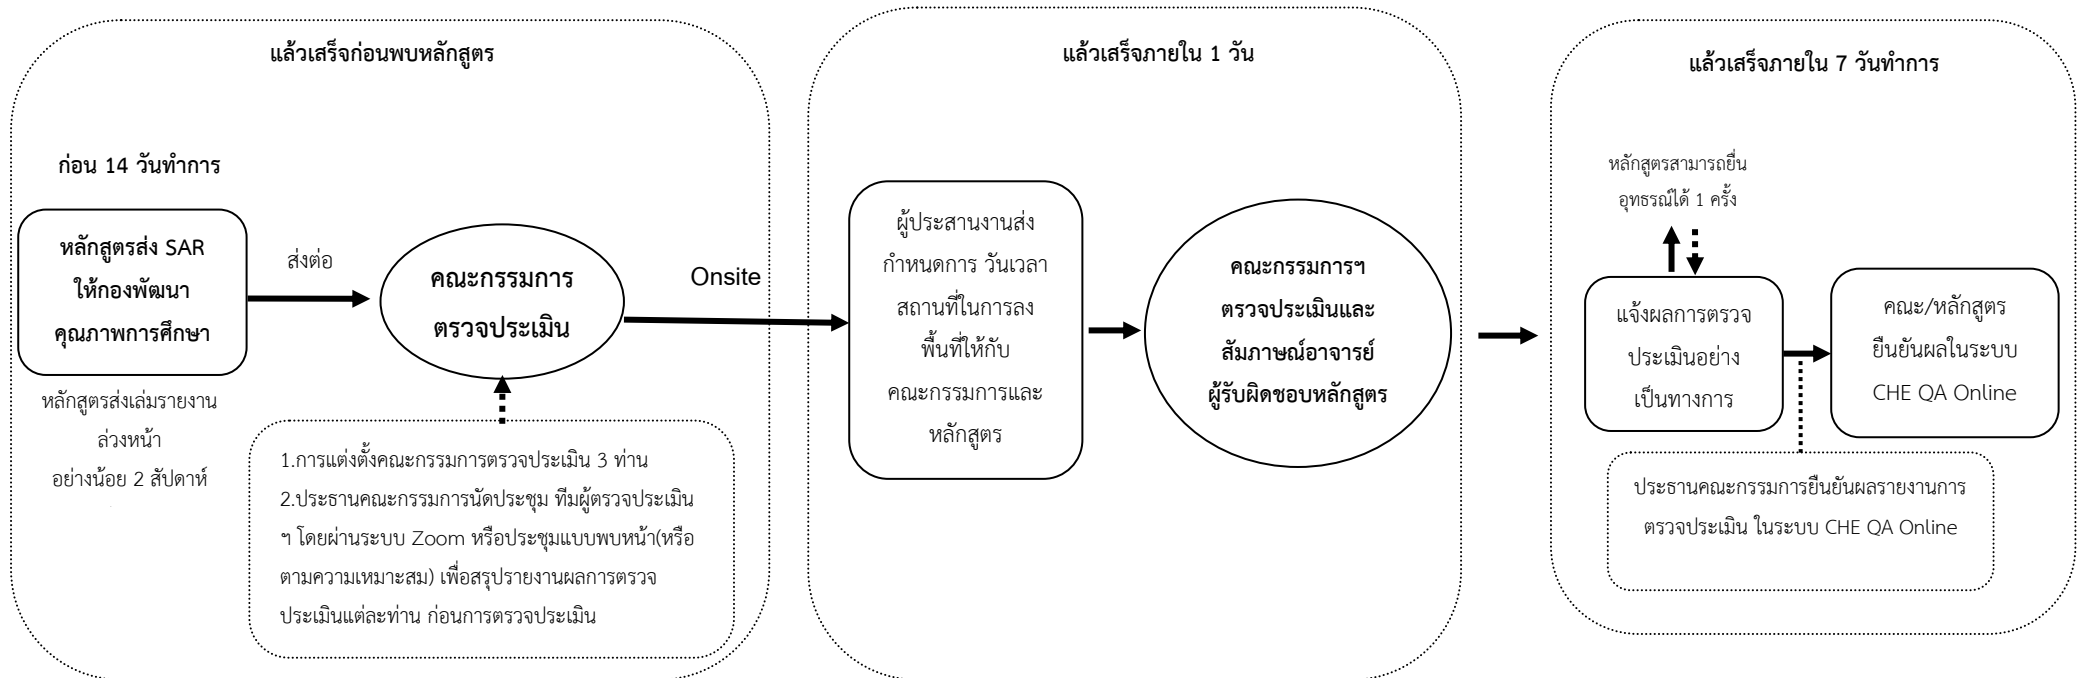 แล้วเสร็จก่อนพบหลักสูตร
ก่อน 14 วันทำการ
หลักสูตรส่ง SAR
ให้กองพัฒนา
คุณภาพการศึกษา
หลักสูตรส่งเล่มรายงาน
ล่วงหน้า
อย่างน้อย 2 สัปดาห์
ส่งต่อ
คณะกรรมการ
ตรวจประเมิน
1.การแต่งตั้งคณะกรรมการตรวจประเมิน 3 ท่าน
2.ประธานคณะกรรมการนัดประชุม ทีมผู้ตรวจประเมิน
ฯ โดยผ่านระบบ Zoom หรือประชุมแบบพบหน้า(หรือ
ตามความเหมาะสม) เพื่อสรุปรายงานผลการตรวจ
ประเมินแต่ละท่าน ก่อนการตรวจประเมิน
Onsite
แล้วเสร็จภายใน 1 วัน
ผู้ประสานงานส่ง
กำหนดการ วันเวลา
สถานที่ในการลง
พื้นที่ให้กับ
คณะกรรมการและ
หลักสูตร
คณะกรรมการฯ
ตรวจประเมินและ
สัมภาษณ์อาจารย์
ผู้รับผิดชอบหลักสูตร
แล้วเสร็จภายใน 7 วันทำการ
หลักสูตรสามารถยื่น
อุทธรณ์ได้ 1 ครั้ง
แจ้งผลการตรวจ
ประเมินอย่าง
เป็นทางการ
คณะ/หลักสูตร
ยืนยันผลในระบบ
CHE QA Online
ประธานคณะกรรมการยืนยันผลรายงานการ
ตรวจประเมิน ในระบบ CHE QA Online